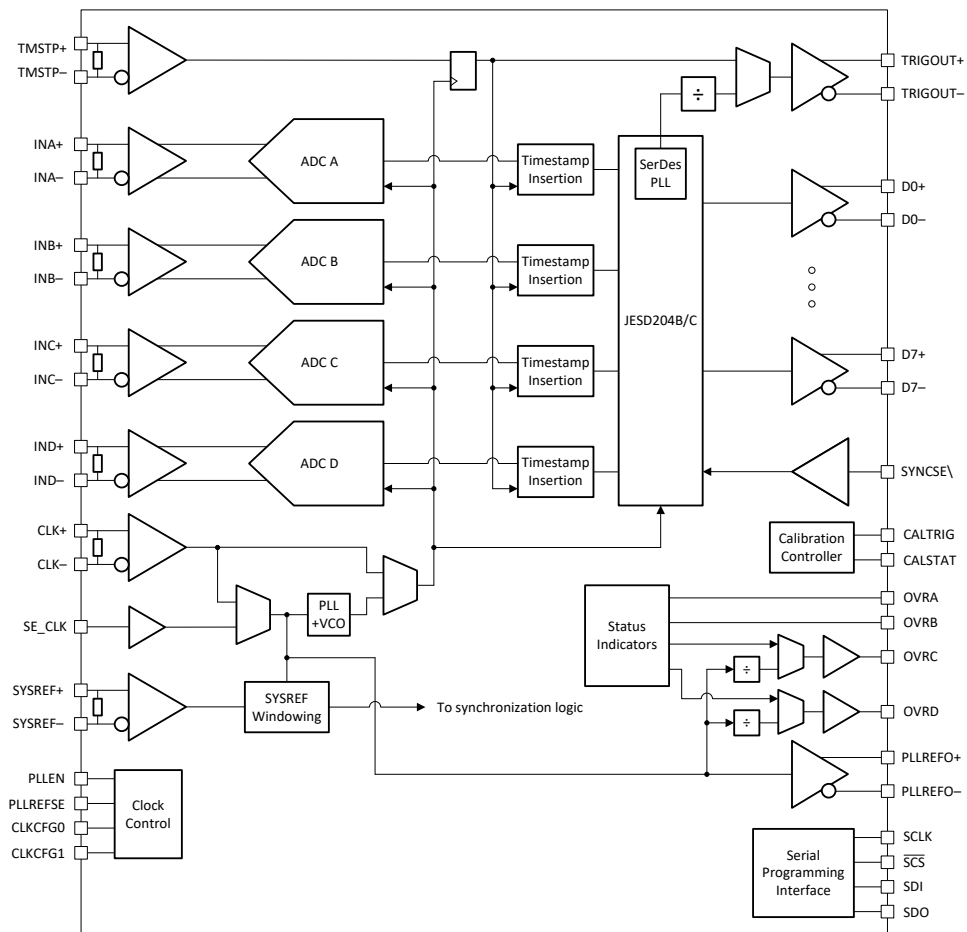 TMSTP+
TMSTP–
TRIGOUT+
TRIGOUT–
÷
INA+
INA–
ADC A
Timestamp
Insertion
SerDes
PLL
D0+
D0–
INB+
INB–
ADC B
Timestamp
Insertion
JESD204B/C
INC+
INC–
ADC C
Timestamp
Insertion
D7+
D7–
IND+
IND–
ADC D
Timestamp
Insertion
SYNCSE\
CLK+
CLK–
Calibration
Controller
CALTRIG
CALSTAT
SE_CLK
PLL
+VCO
Status
Indicators
OVRA
OVRB
OVRC
÷
OVRD
÷
SYSREF+
SYSREF–
SYSREF
Windowing
To synchronization logic
PLLREFO+
PLLREFO–
PLLEN
PLLREFSE
CLKCFG0
CLKCFG1
Clock
Control
Serial
Programming
Interface
SCLK
SCS
SDI
SDO